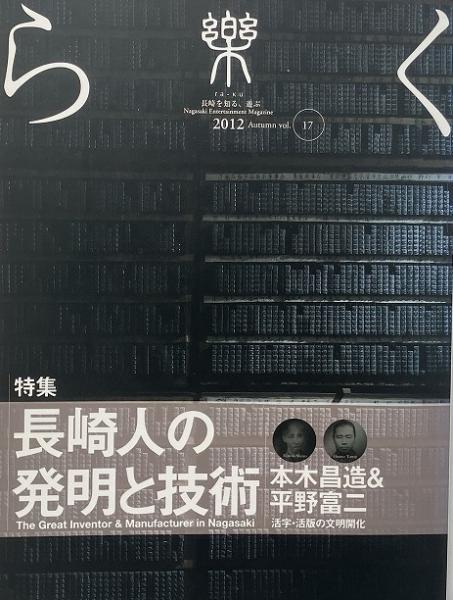 らく
樂
ra-ku
長崎を知る、遊ぶ
Nagasaki Entertainment Magazine
2012 Autumn vol. 17
特集
長崎人の
発明と技術
The Great Inventor & Manufacturer in Nagasaki
本木昌造&
平野富二
活字・活版の文明開化